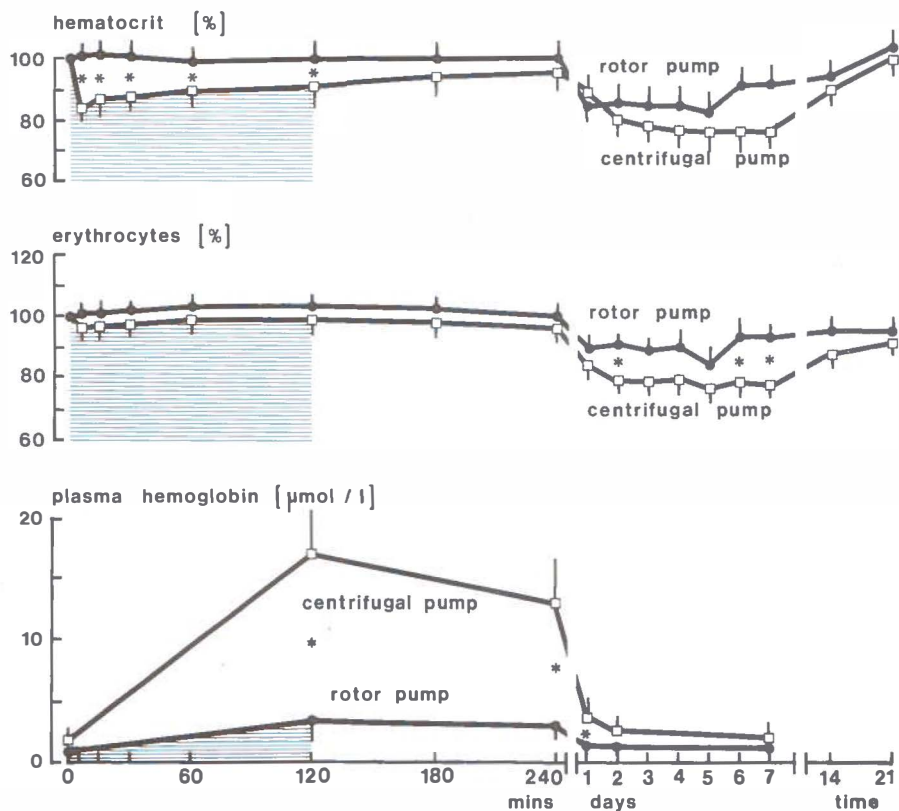 hematocrit [%]
100
80
60
* * * * *
rotor pump
centrifugal pump
erythrocytes [%]
120
100
80
60
rotor pump
* * *
centrifugal pump
plasma hemoglobin [µmol / l]
20
10
0
centrifugal pump
*
*
rotor pump
*
0 60 120 180 240 1 2 3 4 5 6 7 14 21
mins days time